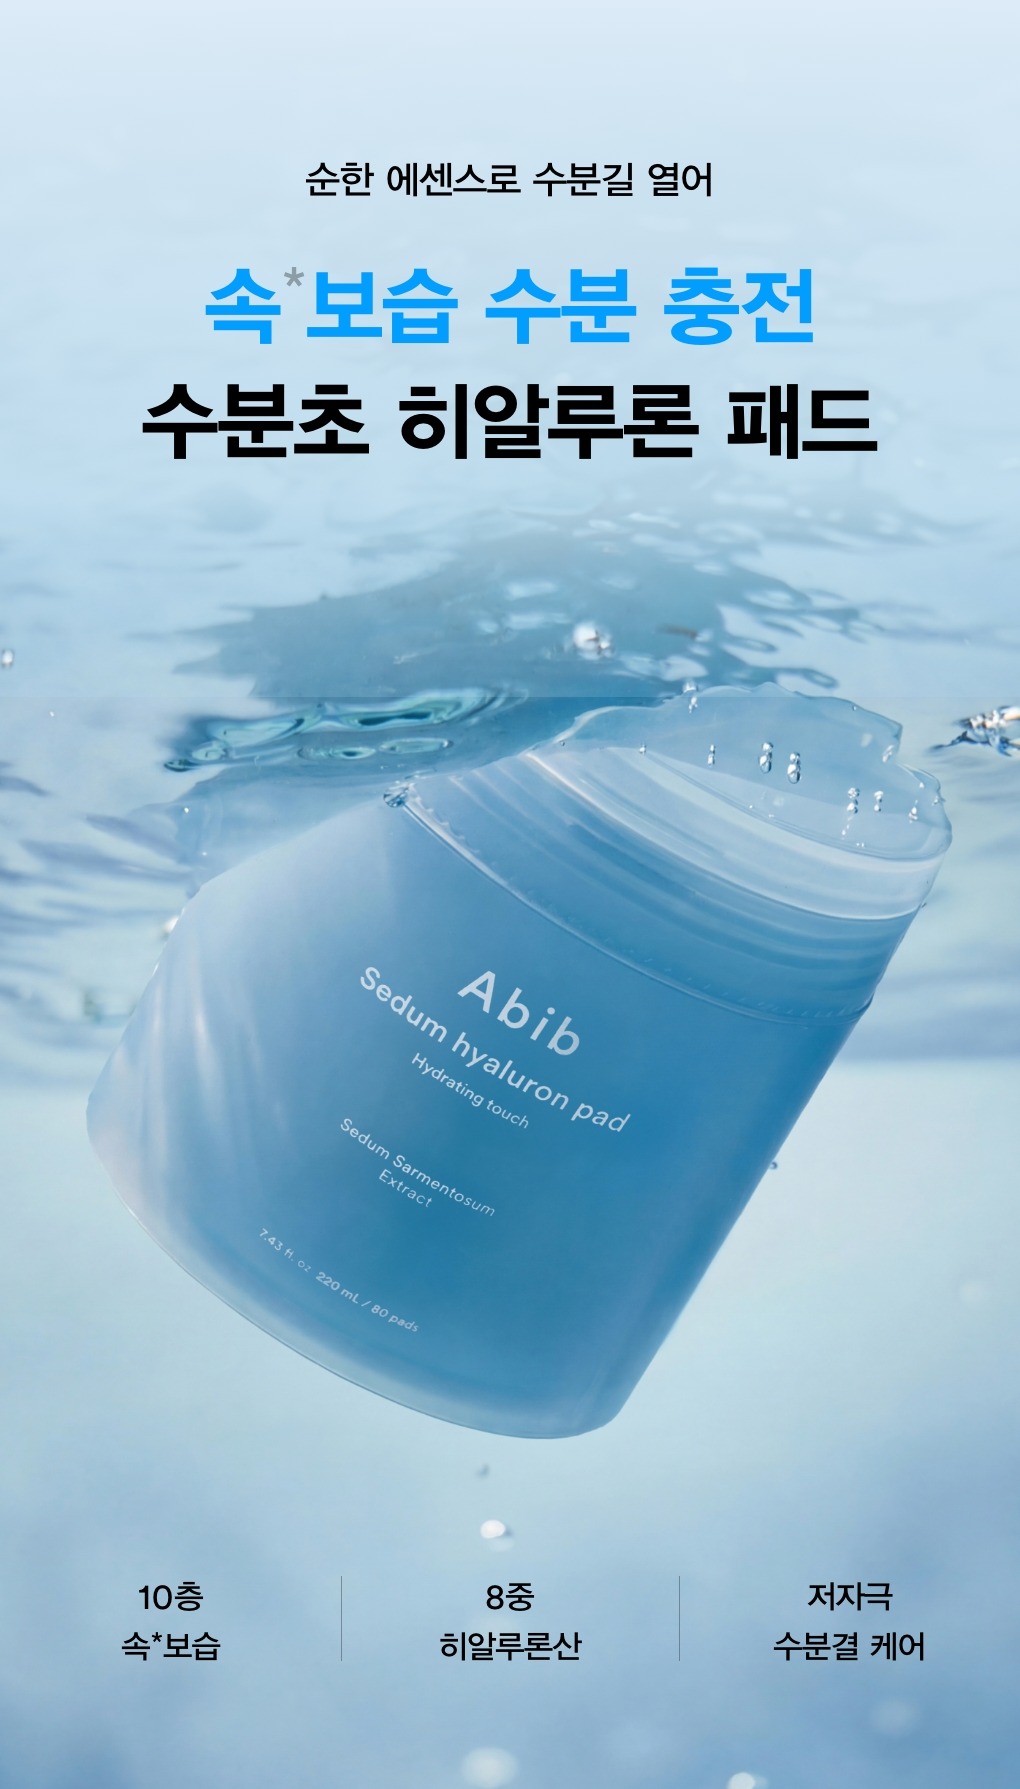 순한 에센스로 수분길 열어
속*보습 수분 충전
수분초 히알루론 패드
Abib
Sedum hyaluron pad
Hydrating touch
Sedum Sarmentosum
Extract
7.43 fl. oz 220 mL / 80 pads
10층
속*보습
8중
히알루론산
저자극
수분결 케어